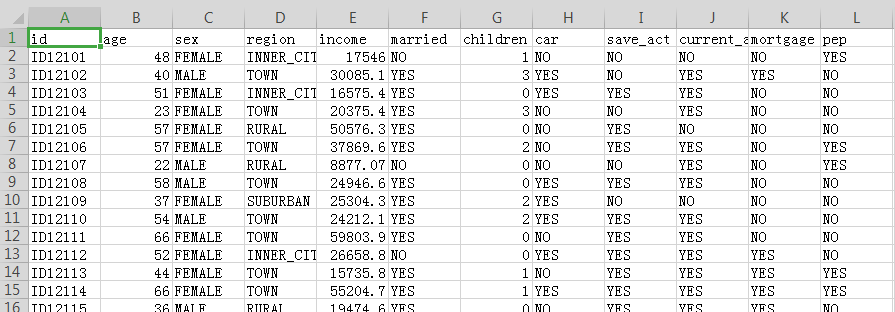 A B C D E F G H I J K L
1 id age sex region income married children car save_act current_a mortgage pep
2 ID12101 48 FEMALE INNER_CIT 17546 NO 1 NO NO NO NO YES
3 ID12102 40 MALE TOWN 30085.1 YES 3 YES NO YES YES NO
4 ID12103 51 FEMALE INNER_CIT 16575.4 YES 0 YES YES YES NO NO
5 ID12104 23 FEMALE TOWN 20375.4 YES 3 NO NO YES NO NO
6 ID12105 57 FEMALE RURAL 50576.3 YES 0 NO YES NO NO NO
7 ID12106 57 FEMALE TOWN 37869.6 YES 2 NO YES YES NO YES
8 ID12107 22 MALE RURAL 8877.07 NO 0 NO NO YES NO YES
9 ID12108 58 MALE TOWN 24946.6 YES 0 YES YES YES NO NO
10 ID12109 37 FEMALE SUBURBAN 25304.3 YES 2 YES NO NO NO NO
11 ID12110 54 MALE TOWN 24212.1 YES 2 YES YES YES NO NO
12 ID12111 66 FEMALE TOWN 59803.9 YES 0 NO YES YES NO NO
13 ID12112 52 FEMALE INNER_CIT 26658.8 NO 0 YES YES YES YES NO
14 ID12113 44 FEMALE TOWN 15735.8 YES 1 NO YES YES YES YES
15 ID12114 66 FEMALE TOWN 55204.7 YES 1 YES YES YES YES YES
16 ID12115 36 MALE RURAL 19474.6 YES 0 NO YES YES YES NO